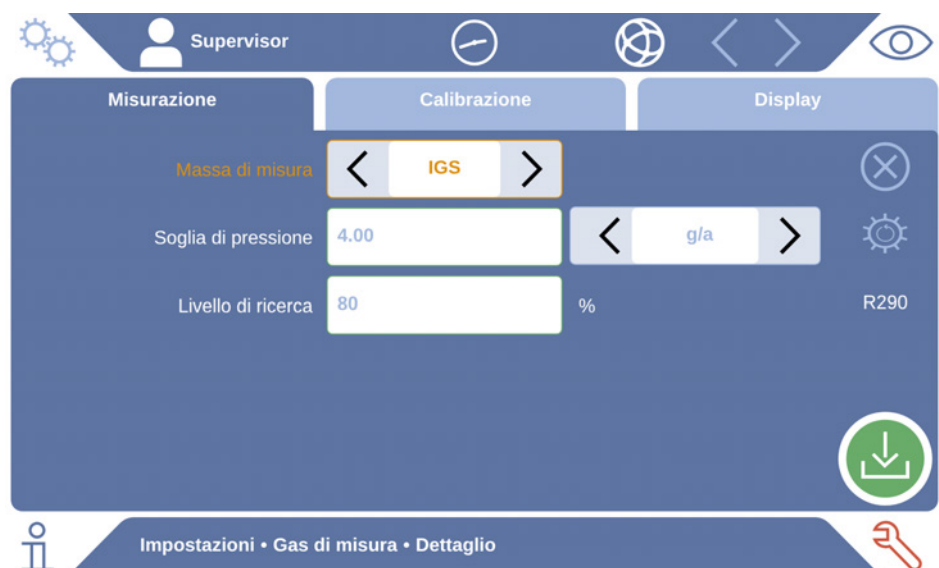 Supervisor
Misurazione
Calibrazione
Display
Massa di misura
IGS
Soglia di pressione
4.00
g/a
Livello di ricerca
80
%
R290
Impostazioni • Gas di misura • Dettaglio